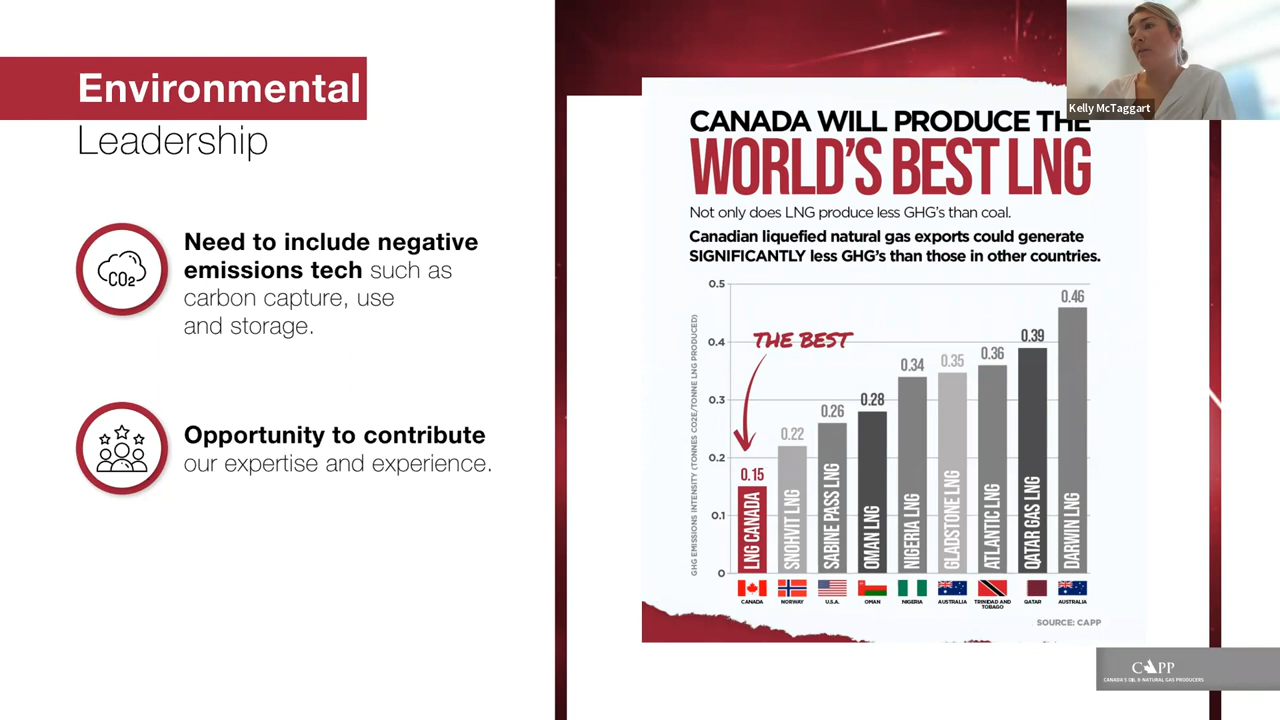 Environmental
Leadership
CO2
Need to include negative
emissions tech such as
carbon capture, use
and storage.
Opportunity to contribute
our expertise and experience.
Kelly McTaggart
CANADA WILL PRODUCE THE
WORLD'S BEST LNG
Not only does LNG produce less GHG's than coal.
Canadian liquefied natural gas exports could generate
SIGNIFICANTLY less GHG's than those in other countries.
GHG EMISSIONS INTENSITY (TONNES CO2E/TONNE LNG PRODUCED)
0.5
0.4
0.3
0.2
0.1
0
THE BEST
0.15
0.22
0.26
0.28
0.34
0.35
0.36
0.39
0.46
LNG CANADA
SNOHVIT LNG
SABINE PASS LNG
OMAN LNG
NIGERIA LNG
GLADSTONE LNG
ATLANTIC LNG
QATAR GAS LNG
DARWIN LNG
CANADA
NORWAY
U.S.A.
OMAN
NIGERIA
AUSTRALIA
TRINIDAD AND
TOBAGO
QATAR
AUSTRALIA
SOURCE: CAPP
CAPP
CANADA'S OIL & NATURAL GAS PRODUCERS